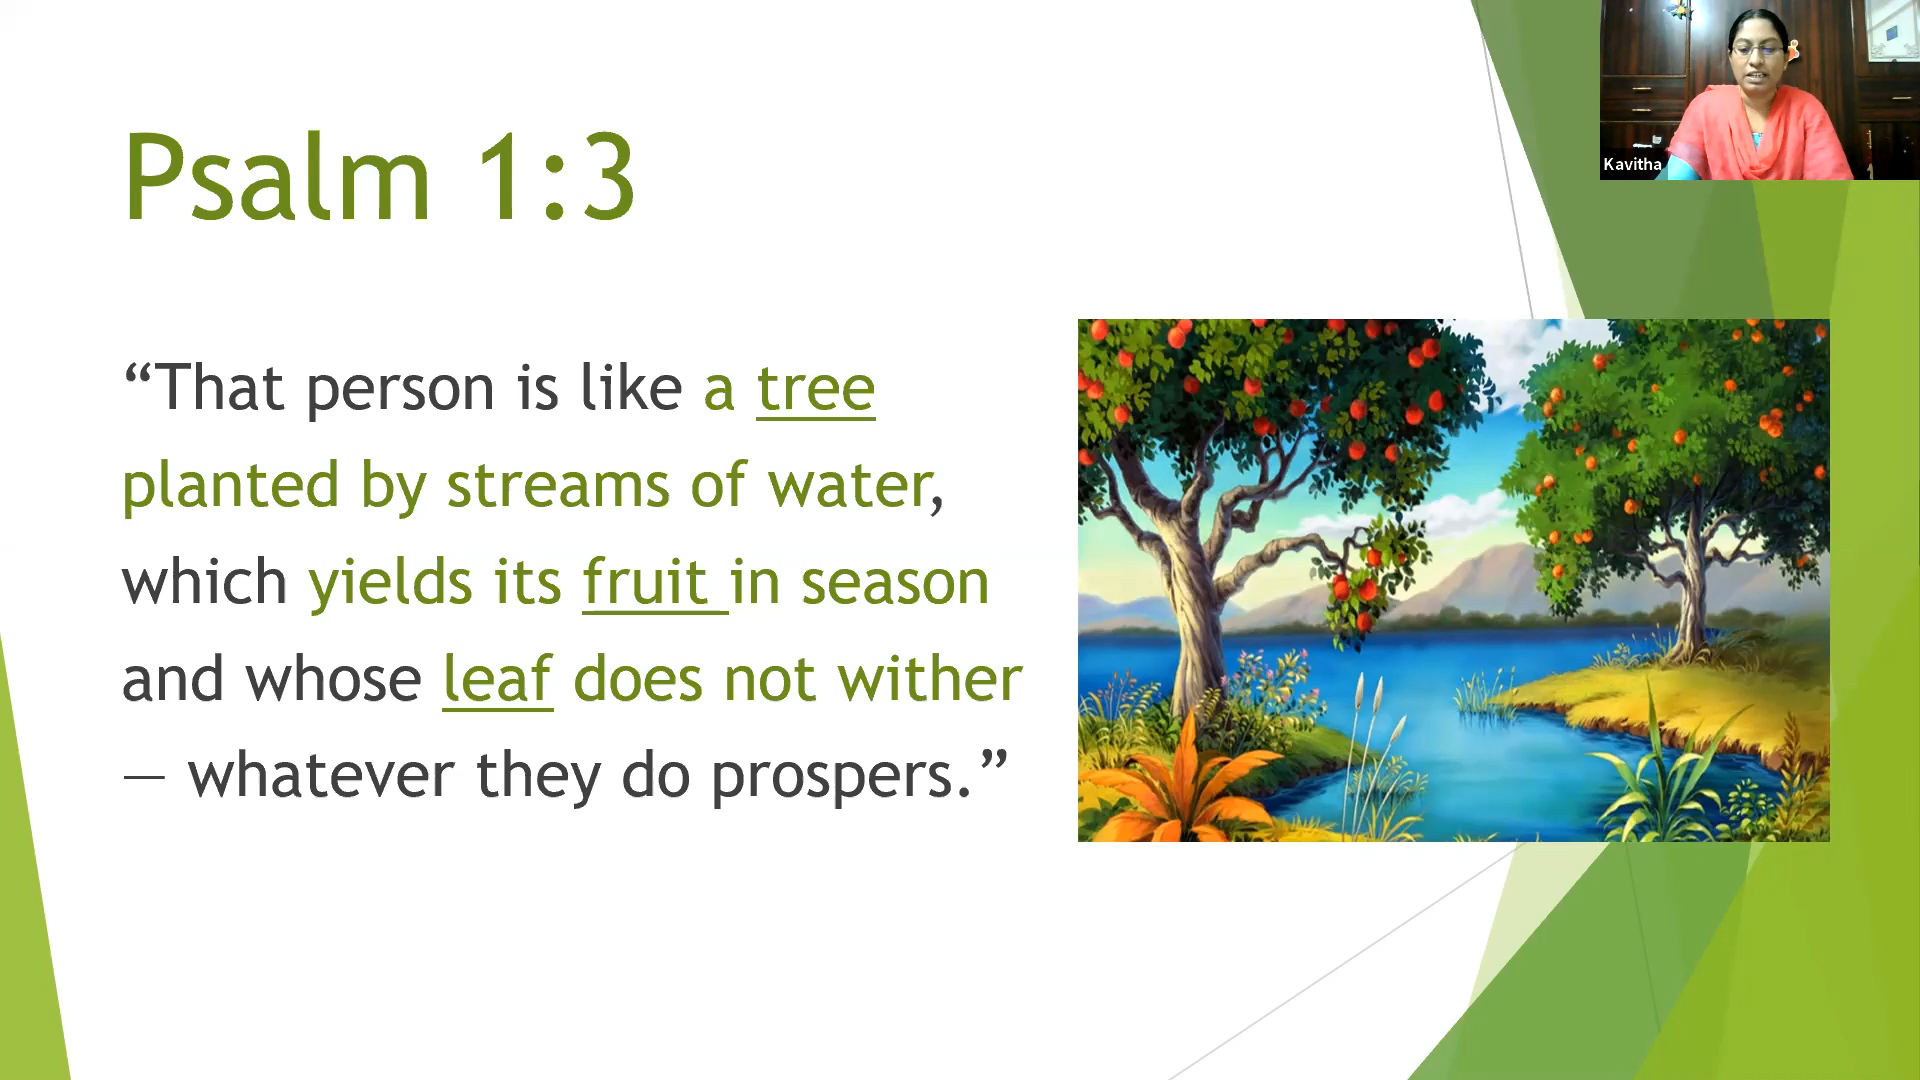 Psalm 1:3
“That person is like a tree
planted by streams of water,
which yields its fruit in season
and whose leaf does not wither
— whatever they do prospers.”
Kavitha